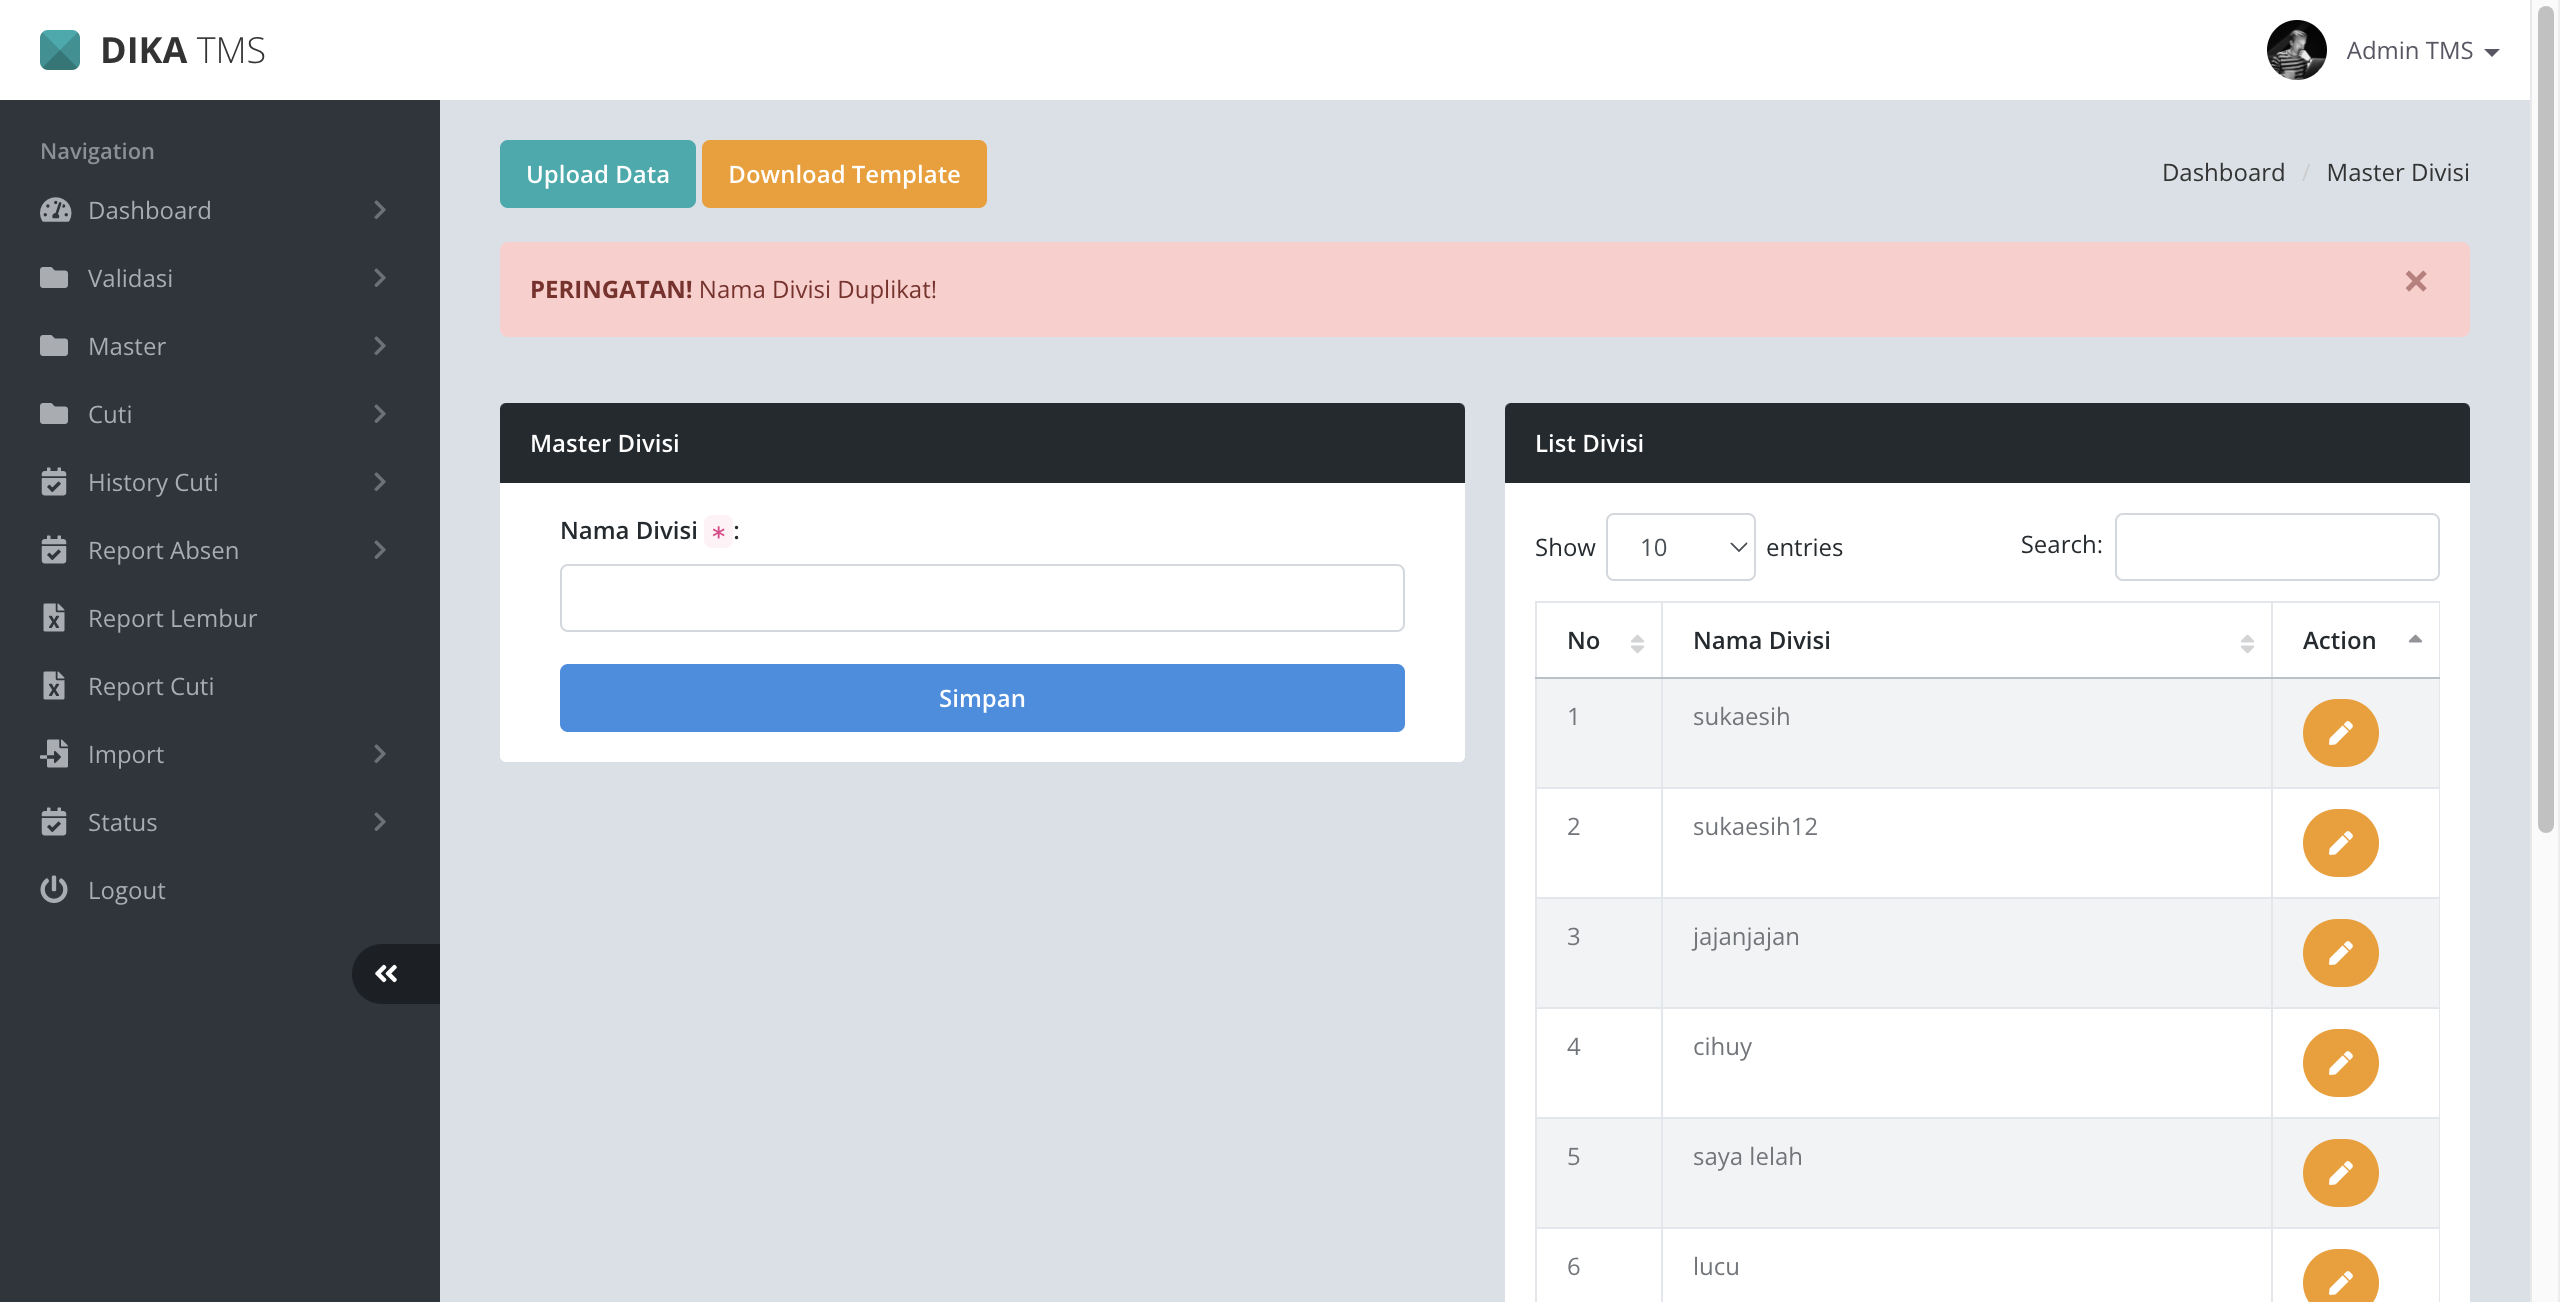 DIKA TMS
Admin TMS
Navigation
Dashboard
Validasi
Master
Cuti
History Cuti
Report Absen
Report Lembur
Report Cuti
Import
Status
Logout
Upload Data
Download Template
Dashboard / Master Divisi
PERINGATAN! Nama Divisi Duplikat!
Master Divisi
Nama Divisi * :
Simpan
List Divisi
Show 10 entries
Search:
No Nama Divisi Action
1 sukaesih
2 sukaesih12
3 jajanjajan
4 cihuy
5 saya lelah
6 lucu